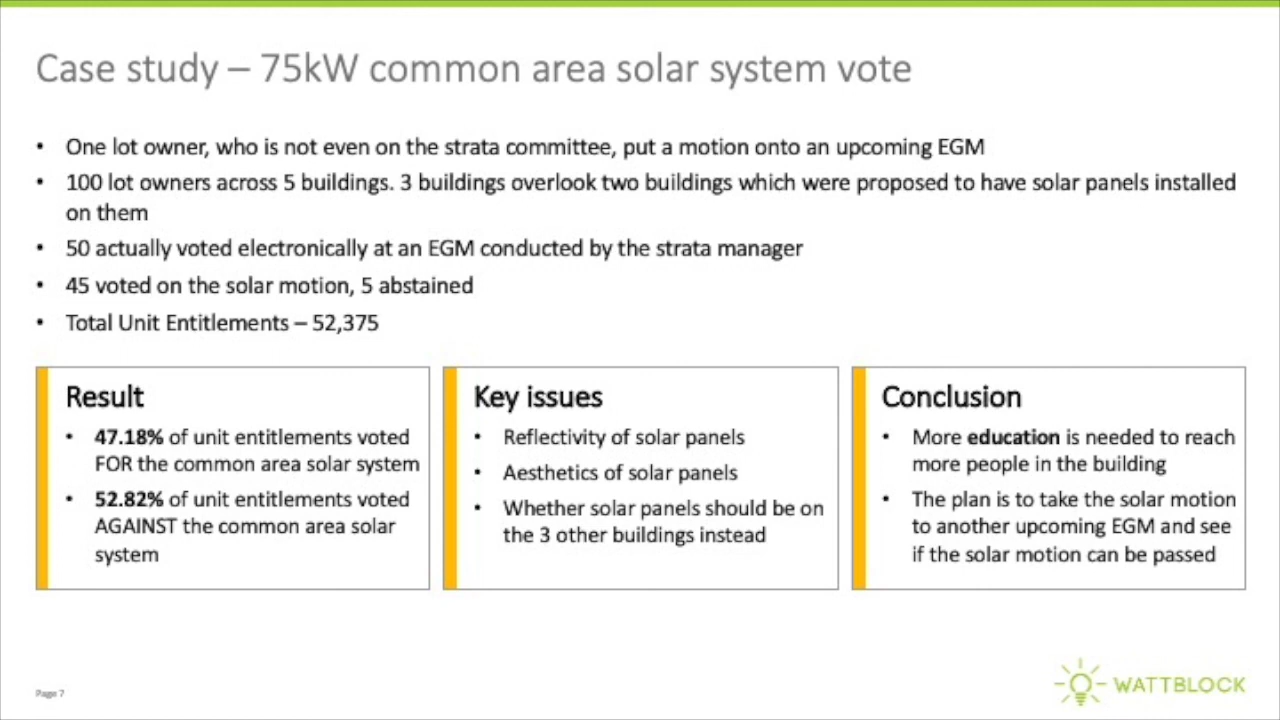 Case study – 75kW common area solar system vote
• One lot owner, who is not even on the strata committee, put a motion onto an upcoming EGM
• 100 lot owners across 5 buildings. 3 buildings overlook two buildings which were proposed to have solar panels installed
on them
• 50 actually voted electronically at an EGM conducted by the strata manager
• 45 voted on the solar motion, 5 abstained
• Total Unit Entitlements – 52,375
Result
• 47.18% of unit entitlements voted
FOR the common area solar system
• 52.82% of unit entitlements voted
AGAINST the common area solar
system
Key issues
• Reflectivity of solar panels
• Aesthetics of solar panels
• Whether solar panels should be on
the 3 other buildings instead
Conclusion
• More education is needed to reach
more people in the building
• The plan is to take the solar motion
to another upcoming EGM and see
if the solar motion can be passed
Page 7
WATTBLOCK